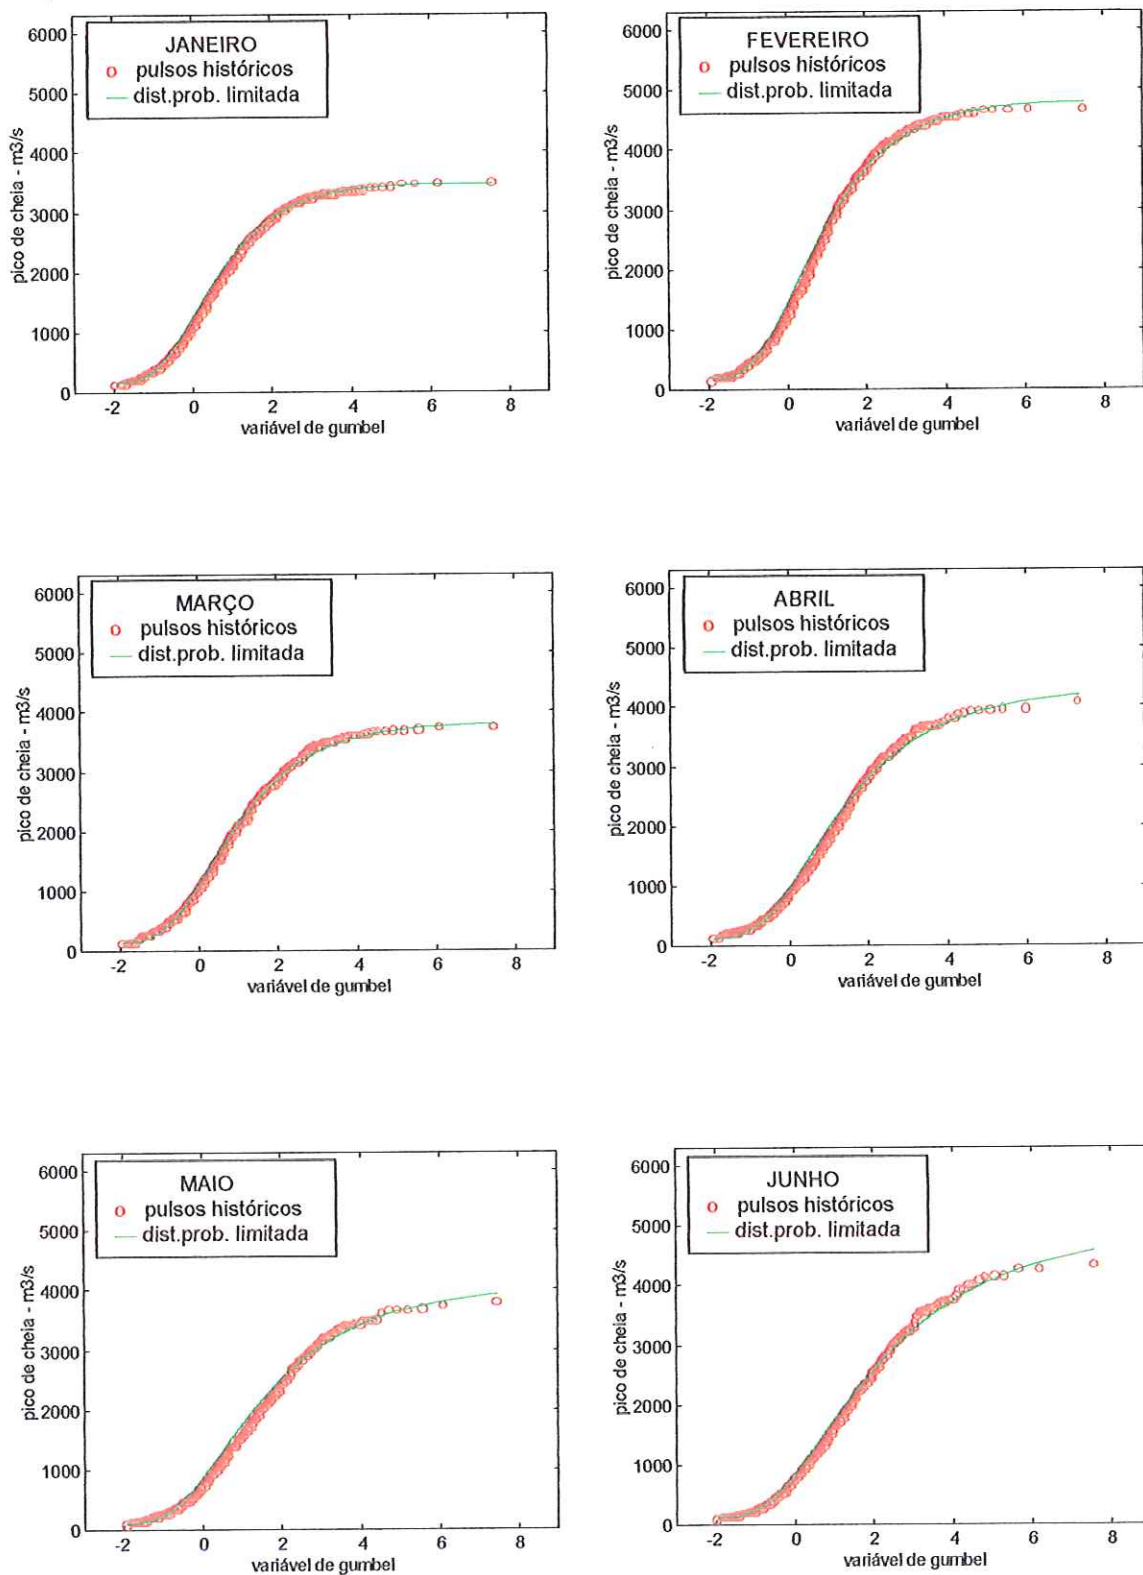 JANEIRO
O pulsos históricos
dist.prob. limitada
pico de cheia - m3/s
6000
5000
4000
3000
2000
1000
0
-2 0 2 4 6 8
variável de gumbel
FEVEREIRO
O pulsos históricos
dist.prob. limitada
pico de cheia - m3/s
6000
5000
4000
3000
2000
1000
0
-2 0 2 4 6 8
variável de gumbel
MARÇO
O pulsos históricos
dist.prob. limitada
pico de cheia - m3/s
6000
5000
4000
3000
2000
1000
0
-2 0 2 4 6 8
variável de gumbel
ABRIL
O pulsos históricos
dist.prob. limitada
pico de cheia - m3/s
6000
5000
4000
3000
2000
1000
0
-2 0 2 4 6 8
variável de gumbel
MAIO
O pulsos históricos
dist.prob. limitada
pico de cheia - m3/s
6000
5000
4000
3000
2000
1000
0
-2 0 2 4 6 8
variável de gumbel
JUNHO
O pulsos históricos
dist.prob. limitada
pico de cheia - m3/s
6000
5000
4000
3000
2000
1000
0
-2 0 2 4 6 8
variável de gumbel